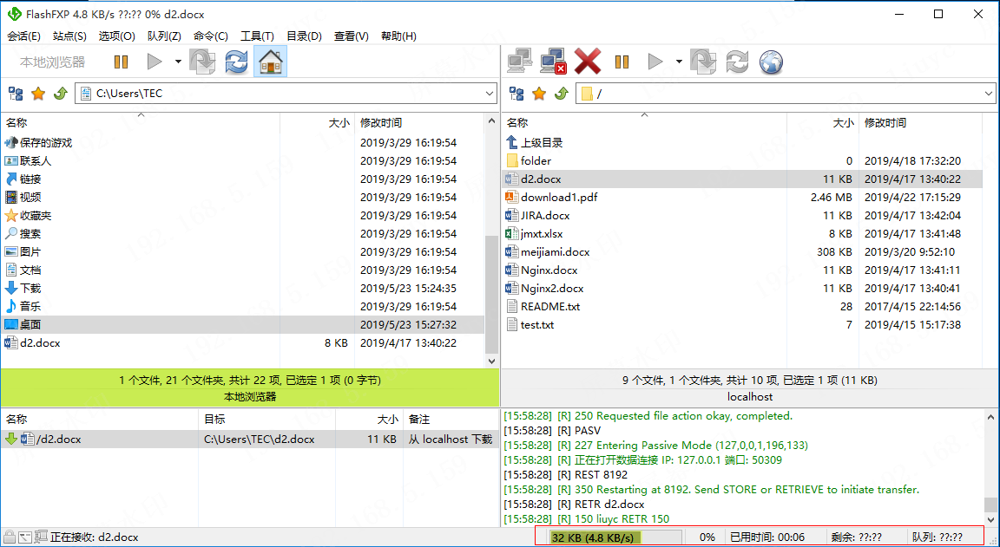 FlashFXP 4.8 KB/s ??:?? 0% d2.docx
会话(E) 站点(S) 选项(O) 队列(Z) 命令(C) 工具(T) 目录(D) 查看(V) 帮助(H)
本地浏览器
C:\Users\TEC
名称 大小 修改时间
保存的游戏 2019/3/29 16:19:54
联系人 2019/3/29 16:19:54
链接 2019/3/29 16:19:54
视频 2019/3/29 16:19:54
收藏夹 2019/3/29 16:19:54
搜索 2019/3/29 16:19:54
图片 2019/3/29 16:19:54
文档 2019/3/29 16:19:54
下载 2019/5/23 15:24:35
音乐 2019/3/29 16:19:54
桌面 2019/5/23 15:27:32
d2.docx 8 KB 2019/4/17 13:40:22
1 个文件, 21 个文件夹, 共计 22 项, 已选定 1 项 (0 字节)
本地浏览器
/
名称 大小 修改时间
上级目录
folder 0 2019/4/18 17:32:20
d2.docx 11 KB 2019/4/17 13:40:22
download1.pdf 2.46 MB 2019/4/22 17:15:29
JIRA.docx 11 KB 2019/4/17 13:42:04
jmxt.xlsx 8 KB 2019/4/17 13:41:48
meijiami.docx 308 KB 2019/3/20 9:52:10
Nginx.docx 11 KB 2019/4/17 13:41:11
Nginx2.docx 11 KB 2019/4/17 13:40:41
README.txt 28 2017/4/15 22:14:56
test.txt 7 2019/4/15 15:17:38
9 个文件, 1 个文件夹, 共计 10 项, 已选定 1 项 (11 KB)
localhost
名称 目标 大小 备注
/d2.docx C:\Users\TEC\d2.docx 11 KB 从 localhost 下载
[15:58:28] [R] 250 Requested file action okay, completed.
[15:58:28] [R] PASV
[15:58:28] [R] 227 Entering Passive Mode (127,0,0,1,196,133)
[15:58:28] [R] 正在打开数据连接 IP: 127.0.0.1 端口: 50309
[15:58:28] [R] REST 8192
[15:58:28] [R] 350 Restarting at 8192. Send STORE or RETRIEVE to initiate transfer.
[15:58:28] [R] RETR d2.docx
[15:58:28] [R] 150 liuyc RETR 150
正在接收: d2.docx 32 KB (4.8 KB/s) 0% 已用时间: 00:06 剩余: ??:?? 队列: ??:??